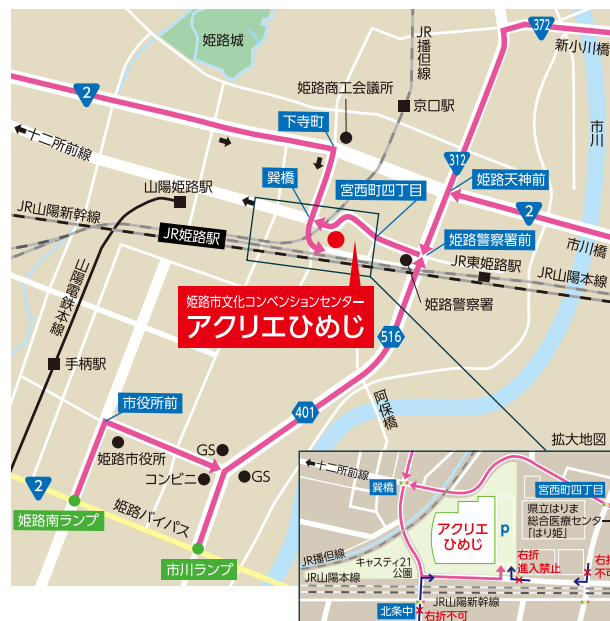 372
新小川橋
姫路城
JR播但線
市川
2
姫路商工会議所
京口駅
下寺町
十二所前線
312
巽橋
宮西町四丁目
姫路天神前
2
山陽姫路駅
市川橋
JR山陽新幹線
JR姫路駅
姫路警察署前
JR東姫路駅
JR山陽本線
姫路市文化コンベンションセンター
アクリエひめじ
姫路警察署
山陽電鉄本線
516
手柄駅
阿保橋
市役所前
401
拡大地図
姫路市役所
GS
コンビニ
GS
2
姫路バイパス
姫路南ランプ
市川ランプ
十二所前線
巽橋
宮西町四丁目
県立はりま
総合医療センター
「はり姫」
アクリエ
ひめじ
P
JR播但線
キャスティ21
公園
JR山陽本線
右折
進入禁止
右折
不可
JR山陽新幹線
北条中
右折不可
右折